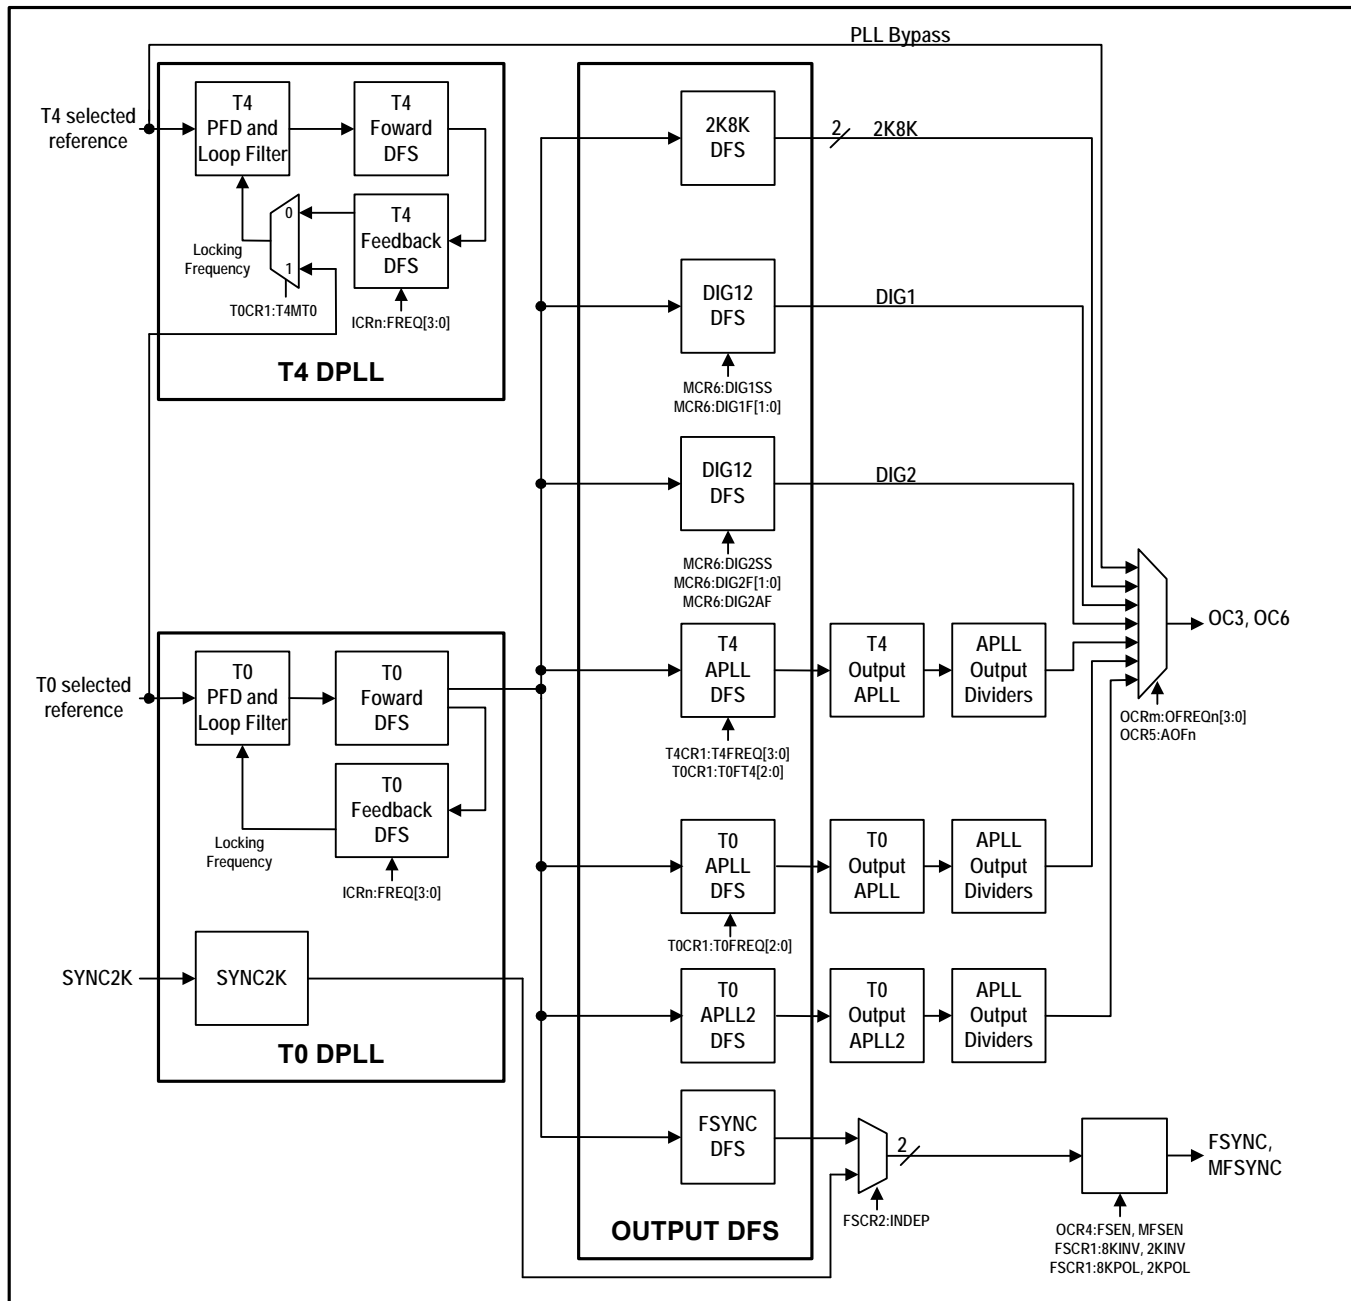 PLL Bypass
T4 selected
reference
T4
PFD and
Loop Filter
T4
Foward
DFS
0
1
T4
Feedback
DFS
Locking
Frequency
T0CR1:T4MT0
ICRn:FREQ[3:0]
T4 DPLL
2K8K
DFS
2
2K8K
DIG12
DFS
DIG1
MCR6:DIG1SS
MCR6:DIG1F[1:0]
DIG12
DFS
DIG2
MCR6:DIG2SS
MCR6:DIG2F[1:0]
MCR6:DIG2AF
OC3, OC6
OCRm:OFREQn[3:0]
OCR5:AOFn
T0 selected
reference
T0
PFD and
Loop Filter
T0
Foward
DFS
T0
Feedback
DFS
Locking
Frequency
ICRn:FREQ[3:0]
SYNC2K
SYNC2K
T0 DPLL
T4
APLL
DFS
T4
Output
APLL
APLL
Output
Dividers
T4CR1:T4FREQ[3:0]
T0CR1:T0FT4[2:0]
T0
APLL
DFS
T0
Output
APLL
APLL
Output
Dividers
T0CR1:T0FREQ[2:0]
T0
APLL2
DFS
T0
Output
APLL2
APLL
Output
Dividers
FSYNC
DFS
2
FSYNC,
MFSYNC
FSCR2:INDEP
OUTPUT DFS
OCR4:FSEN, MFSEN
FSCR1:8KINV, 2KINV
FSCR1:8KPOL, 2KPOL